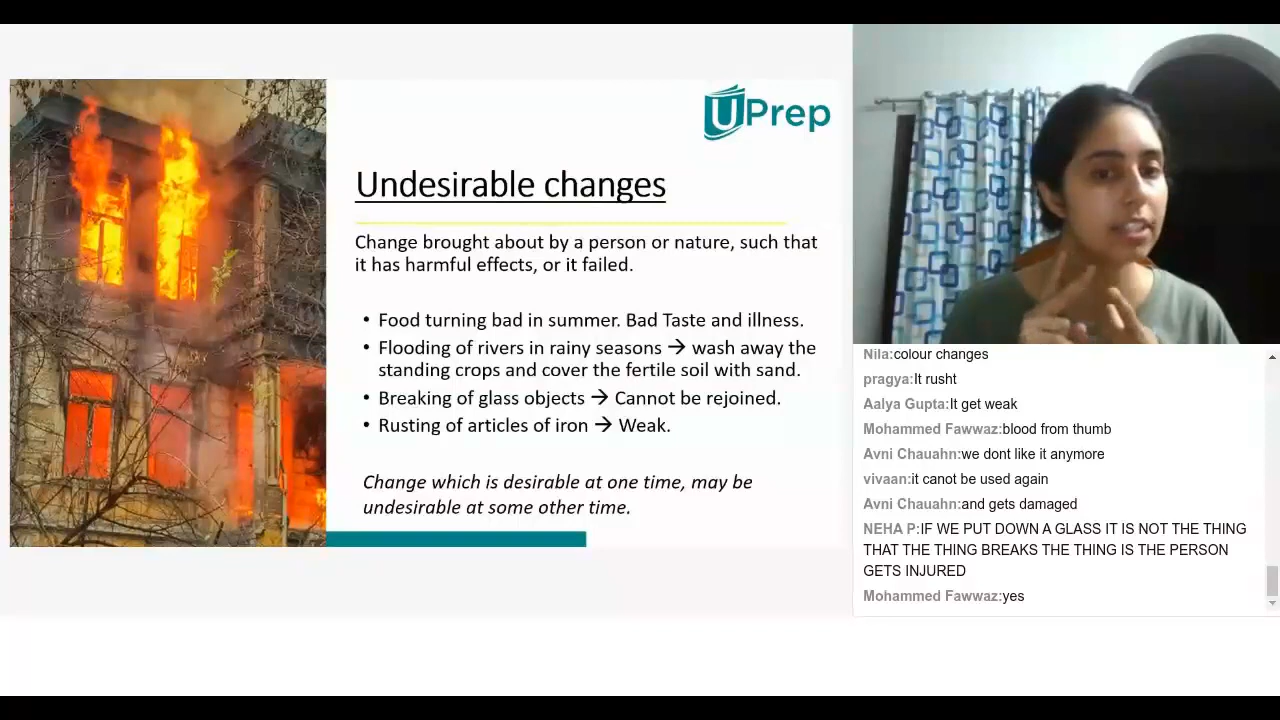 UPrep
Undesirable changes
Change brought about by a person or nature, such that
it has harmful effects, or it failed.
• Food turning bad in summer. Bad Taste and illness.
• Flooding of rivers in rainy seasons → wash away the
standing crops and cover the fertile soil with sand.
• Breaking of glass objects → Cannot be rejoined.
• Rusting of articles of iron → Weak.
Change which is desirable at one time, may be
undesirable at some other time.
Nila:colour changes
pragya:It rusht
Aalya Gupta:It get weak
Mohammed Fawwaz:blood from thumb
Avni Chauahn:we dont like it anymore
vivaan:it canot be used again
Avni Chauahn:and gets damaged
NEHA P:IF WE PUT DOWN A GLASS IT IS NOT THE THING
THAT THE THING BREAKS THE THING IS THE PERSON
GETS INJURED
Mohammed Fawwaz:yes